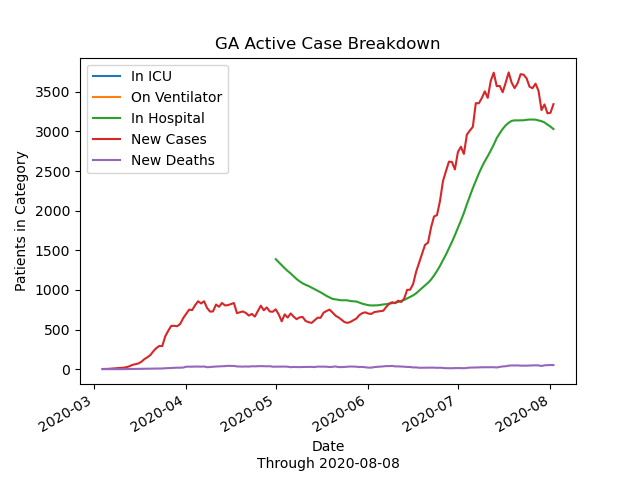 GA Active Case Breakdown
In ICU
On Ventilator
In Hospital
New Cases
New Deaths
Patients in Category
3500
3000
2500
2000
1500
1000
500
0
2020-03
2020-04
2020-05
2020-06
2020-07
2020-08
Date
Through 2020-08-08